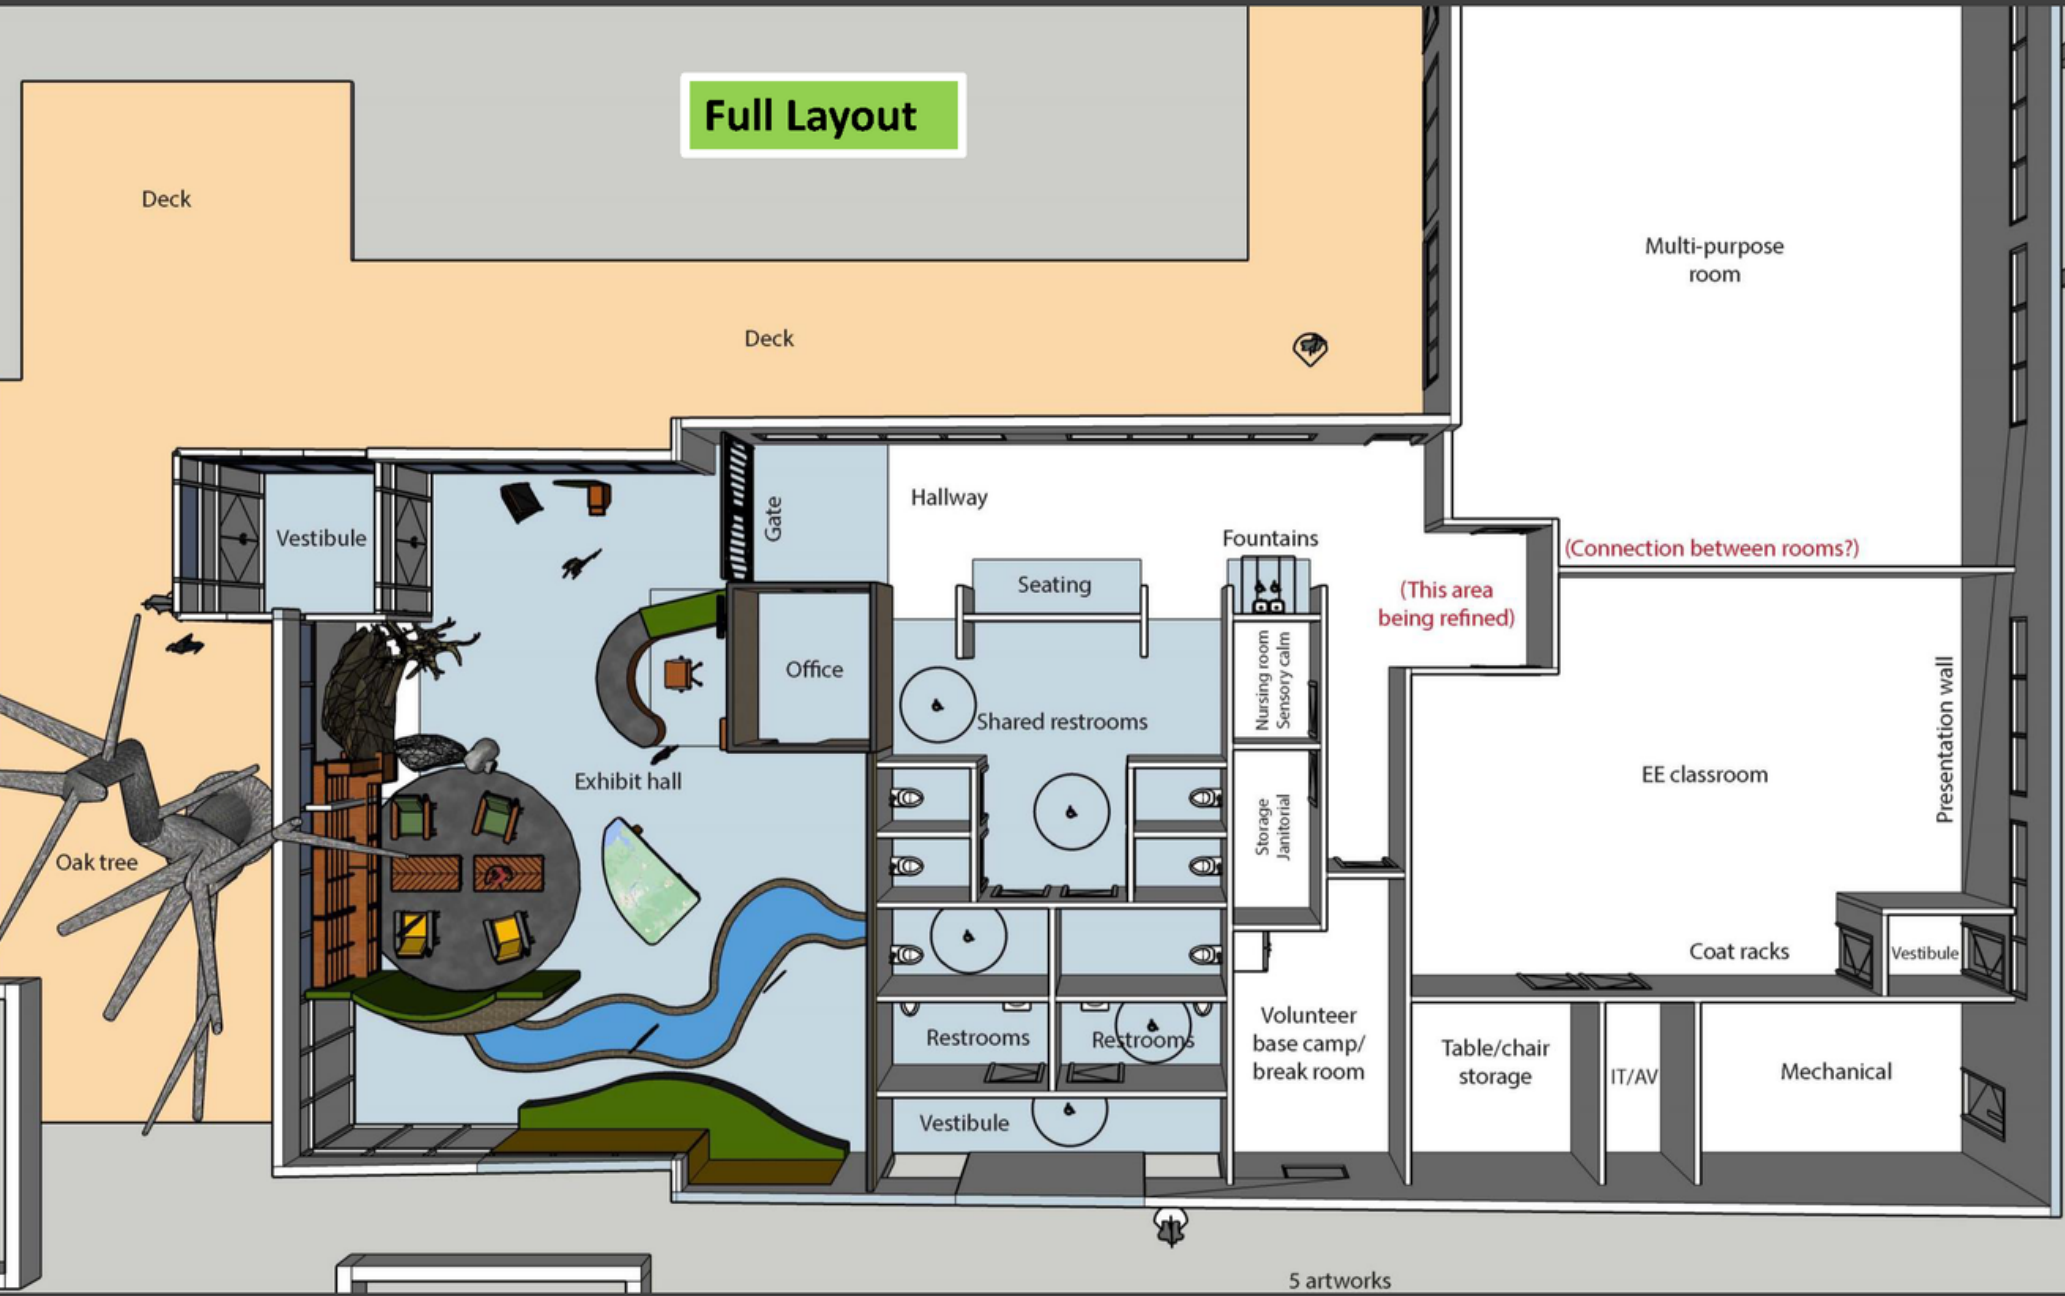 Full Layout
Deck
Deck
Multi-purpose
room
Vestibule
Gate
Hallway
Fountains
Seating
(Connection between rooms?)
(This area
being refined)
Office
Nursing room
Sensory calm
Shared restrooms
Exhibit hall
Storage
Janitorial
EE classroom
Presentation wall
Oak tree
Coat racks
Vestibule
Restrooms
Restrooms
Volunteer
base camp/
break room
Table/chair
storage
IT/AV
Mechanical
Vestibule
5 artworks